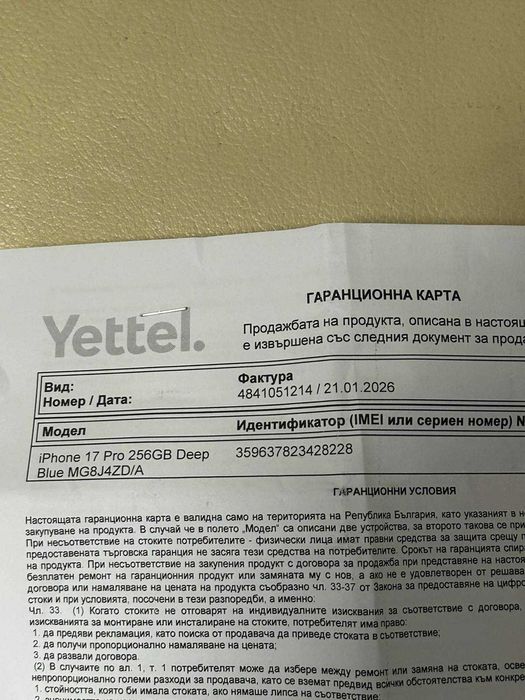 ГАРАНЦИОННА КАРТА
Yettel.
Продажбата на продукта, описана в настоящ
е извършена със следния документ за прода
Вид: Фактура
Номер / Дата: 4841051214 / 21.01.2026
Модел Идентификатор (IMEI или сериен номер) N
iPhone 17 Pro 256GB Deep 359637823428228
Blue MG8J4ZD/A
ГАРАНЦИОННИ УСЛОВИЯ
Настоящата гаранционна карта е валидна само на територията на Република България, като указаният в н
закупуване на продукта. В случай че в полето „Модел" са описани две устройства, за второто такова се при
При несъответствие на стоките потребителите - физически лица имат правни средства за защита срещу п
предоставената търговска гаранция не засяга тези средства на потребителите. Срокът на гаранцията спир
на продукта. При несъответствие на закупения продукт с договора за продажба при представяне на настоя
безплатен ремонт на гаранционния продукт или замяната му с нов, а ако не е удовлетворен от решава
договора или намаляване на цената на продукта съобразно чл. 33-37 от Закона за предоставяне на цифро
стоки и при условията, посочени в тези разпоредби, а именно:
Чл. 33. (1) Когато стоките не отговарят на индивидуалните изисквания за съответствие с договора,
изискванията за монтиране или инсталиране на стоките, потребителят има право:
1. да предяви рекламация, като поиска от продавача да приведе стоката в съответствие;
2. да получи пропорционално намаляване на цената;
3. да развали договора.
(2) В случаите по ал. 1, т. 1 потребителят може да избере между ремонт или замяна на стоката, осве
непропорционално големи разходи за продавача, като се вземат предвид всички обстоятелства към конкре
1. стойността, която би имала стоката, ако нямаше липса на съответствие;